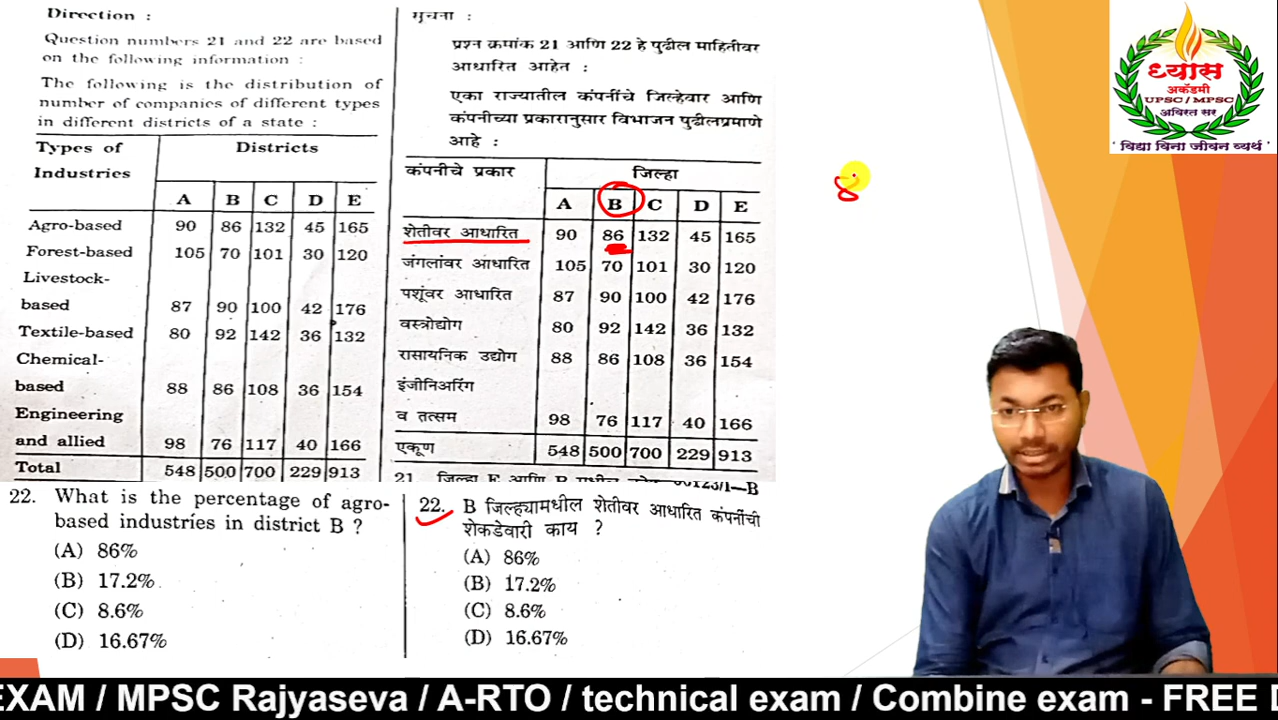 Direction :
Question numbers 21 and 22 are based
on the following information :
The following is the distribution of
number of companies of different types
in different districts of a state :
Types of Industries Districts
A B C D E
Agro-based 90 86 132 45 165
Forest-based 105 70 101 30 120
Livestock-
based 87 90 100 42 176
Textile-based 80 92 142 36 132
Chemical-
based 88 86 108 36 154
Engineering
and allied 98 76 117 40 166
Total 548 500 700 229 913
22. What is the percentage of agro-
based industries in district B ?
(A) 86%
(B) 17.2%
(C) 8.6%
(D) 16.67%
सूचना :
प्रश्न क्रमांक 21 आणि 22 हे पुढील माहितीवर
आधारित आहेत :
एका राज्यातील कंपनींचे जिल्हेवार आणि
कंपनीच्या प्रकारानुसार विभाजन पुढीलप्रमाणे
आहे :
कंपनीचे प्रकार जिल्हा
A B C D E
शेतीवर आधारित 90 86 132 45 165
जंगलांवर आधारित 105 70 101 30 120
पशूंवर आधारित 87 90 100 42 176
वस्त्रोद्योग 80 92 142 36 132
रासायनिक उद्योग 88 86 108 36 154
इंजीनिअरिंग
व तत्सम 98 76 117 40 166
एकूण 548 500 700 229 913
22. B जिल्ह्यामधील शेतीवर आधारित कंपनींची
शेकडेवारी काय ?
(A) 86%
(B) 17.2%
(C) 8.6%
(D) 16.67%
8
ध्यास
अकॅडमी
UPSC / MPSC
अविरत सर
' विद्या विना जीवन व्यर्थ '
EXAM / MPSC Rajyaseva / A-RTO / technical exam / Combine exam - FREE